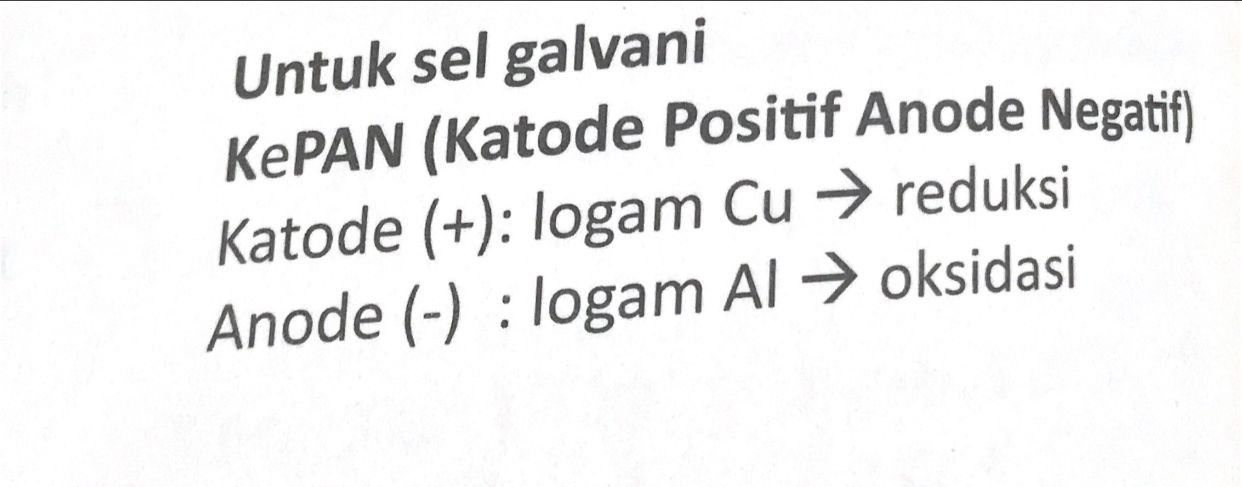 Untuk sel galvani
KePAN (Katode Positif Anode Negatif)
Katode (+): logam Cu → reduksi
Anode (-) : logam Al → oksidasi